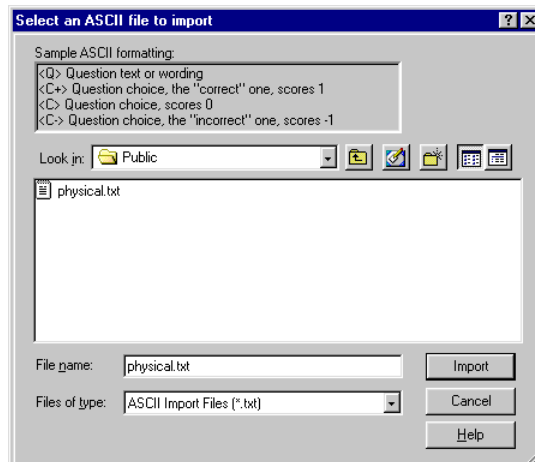 Select an ASCII file to import
Sample ASCII formatting:
<Q> Question text or wording
<C+> Question choice, the "correct" one, scores 1
<C> Question choice, scores 0
<C-> Question choice, the "incorrect" one, scores -1
Look in: Public
physical.txt
File name: physical.txt Import
Files of type: ASCII Import Files (*.txt) Cancel
Help